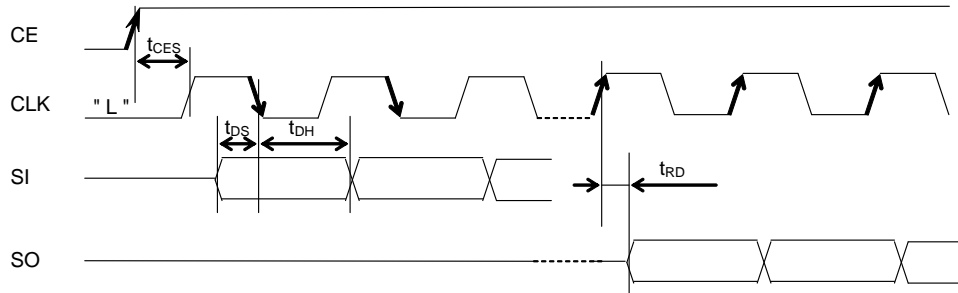 CE
tCES
CLK
" L "
tDS
tDH
SI
tRD
SO